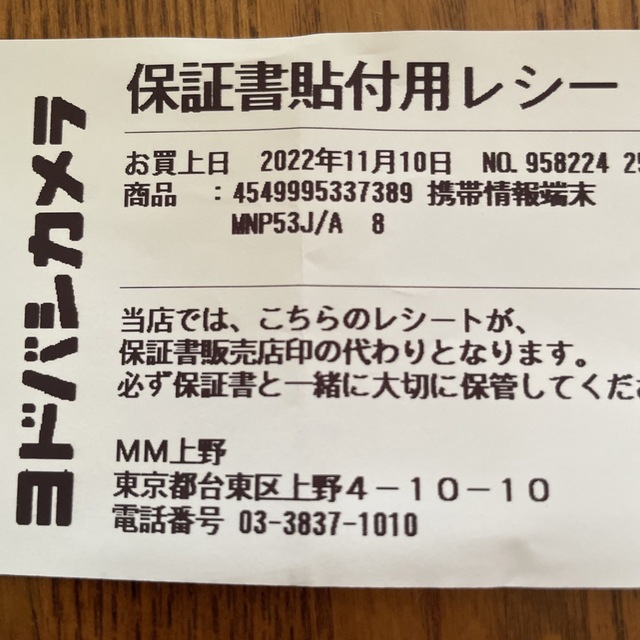 ヨドバシカメラ
保証書貼付用レシー
お買上日 2022年11月10日 NO. 958224 25
商品 : 4549995337389 携帯情報端末
MNP53J/A 8
当店では、こちらのレシートが、
保証書販売店印の代わりとなります。
必ず保証書と一緒に大切に保管してくださ
MM上野
東京都台東区上野4-10-10
電話番号 03-3837-1010